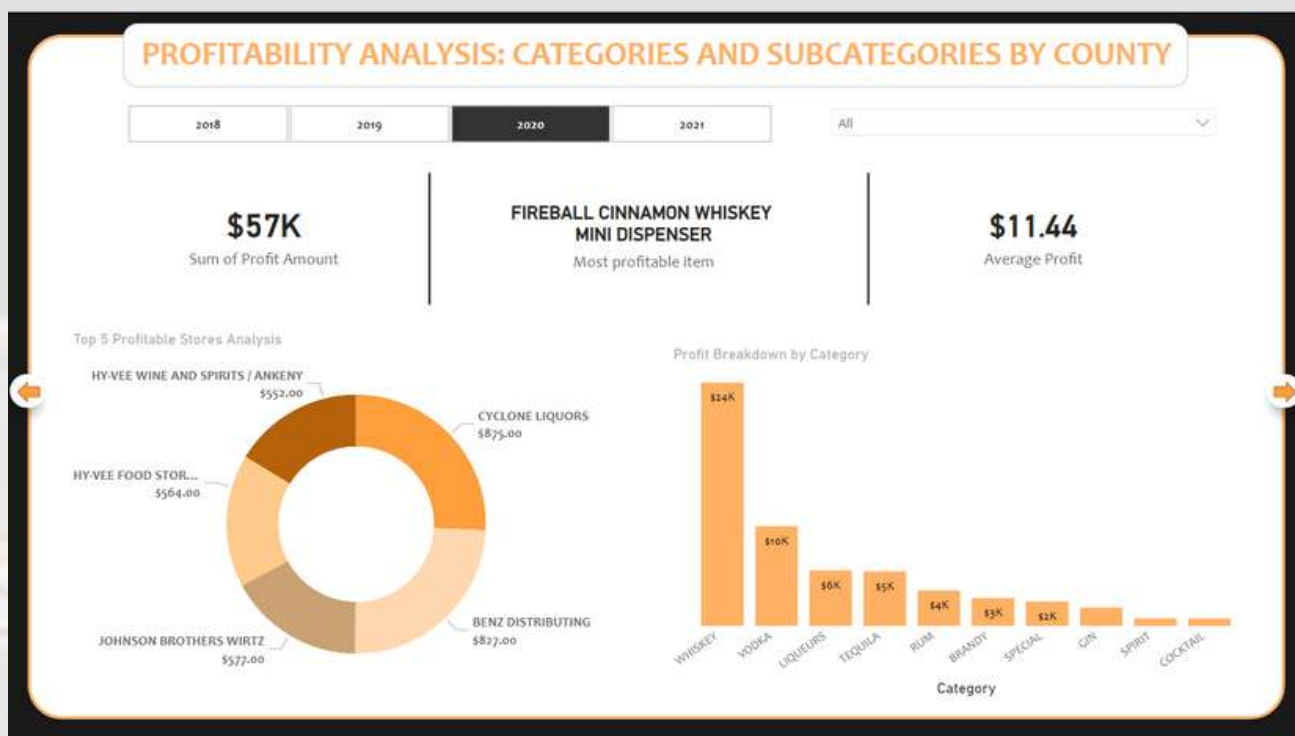 PROFITABILITY ANALYSIS: CATEGORIES AND SUBCATEGORIES BY COUNTY
2018
2019
2020
2021
All
$57K
Sum of Profit Amount
FIREBALL CINNAMON WHISKEY
MINI DISPENSER
Most profitable item
$11.44
Average Profit
Top 5 Profitable Stores Analysis
HY-VEE WINE AND SPIRITS / ANKENY
$552.00
CYCLONE LIQUORS
$875.00
HY-VEE FOOD STOR...
$564.00
BENZ DISTRIBUTING
$827.00
JOHNSON BROTHERS WIRTZ
$577.00
Profit Breakdown by Category
$24K
$10K
$6K
$5K
$4K
$3K
$2K
WHISKEY
VODKA
LIQUEURS
TEQUILA
RUM
BRANDY
SPECIAL
GIN
SPIRIT
COCKTAIL
Category